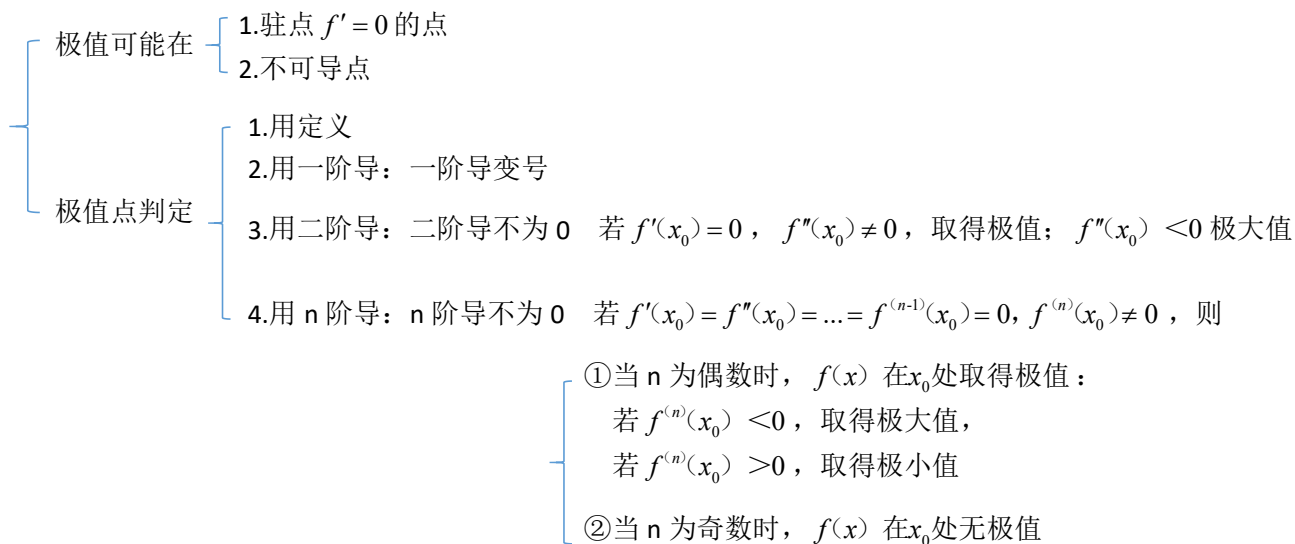 极值可能在
1.驻点 f′=0 的点
2.不可导点
极值点判定
1.用定义
2.用一阶导：一阶导变号
3.用二阶导：二阶导不为 0 若 f′(x₀)=0，f″(x₀)≠0，取得极值；f″(x₀) <0 极大值
4.用 n 阶导：n 阶导不为 0 若 f′(x₀)=f″(x₀)=...=f⁽ⁿ⁻¹⁾(x₀)=0，f⁽ⁿ⁾(x₀)≠0，则
①当 n 为偶数时，f(x) 在x₀处取得极值：
若 f⁽ⁿ⁾(x₀) <0，取得极大值，
若 f⁽ⁿ⁾(x₀) >0，取得极小值
②当 n 为奇数时，f(x) 在x₀处无极值